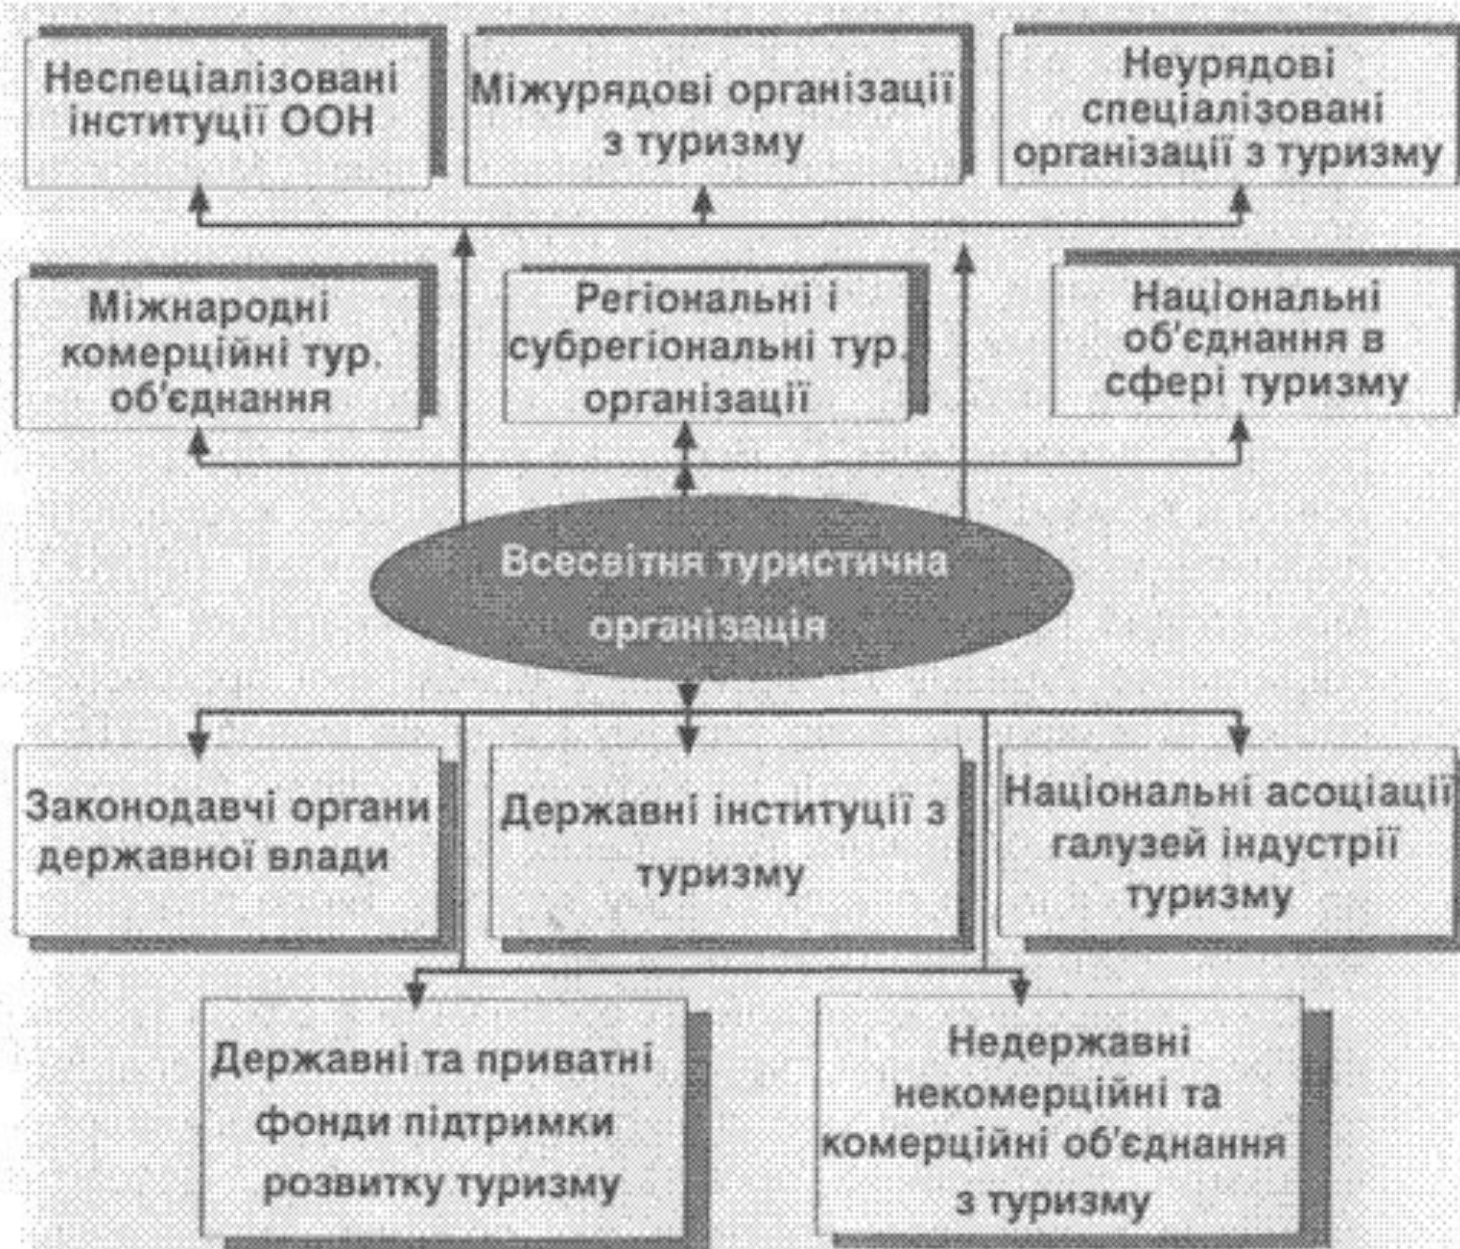 Неспеціалізовані
інституції ООН
Міжурядові організації
з туризму
Неурядові
спеціалізовані
організації з туризму
Міжнародні
комерційні тур.
об'єднання
Регіональні і
субрегіональні тур.
організації
Національні
об'єднання в
сфері туризму
Всесвітня туристична
організація
Законодавчі органи
державної влади
Державні інституції з
туризму
Національні асоціації
галузей індустрії
туризму
Державні та приватні
фонди підтримки
розвитку туризму
Недержавні
некомерційні та
комерційні об'єднання
з туризму